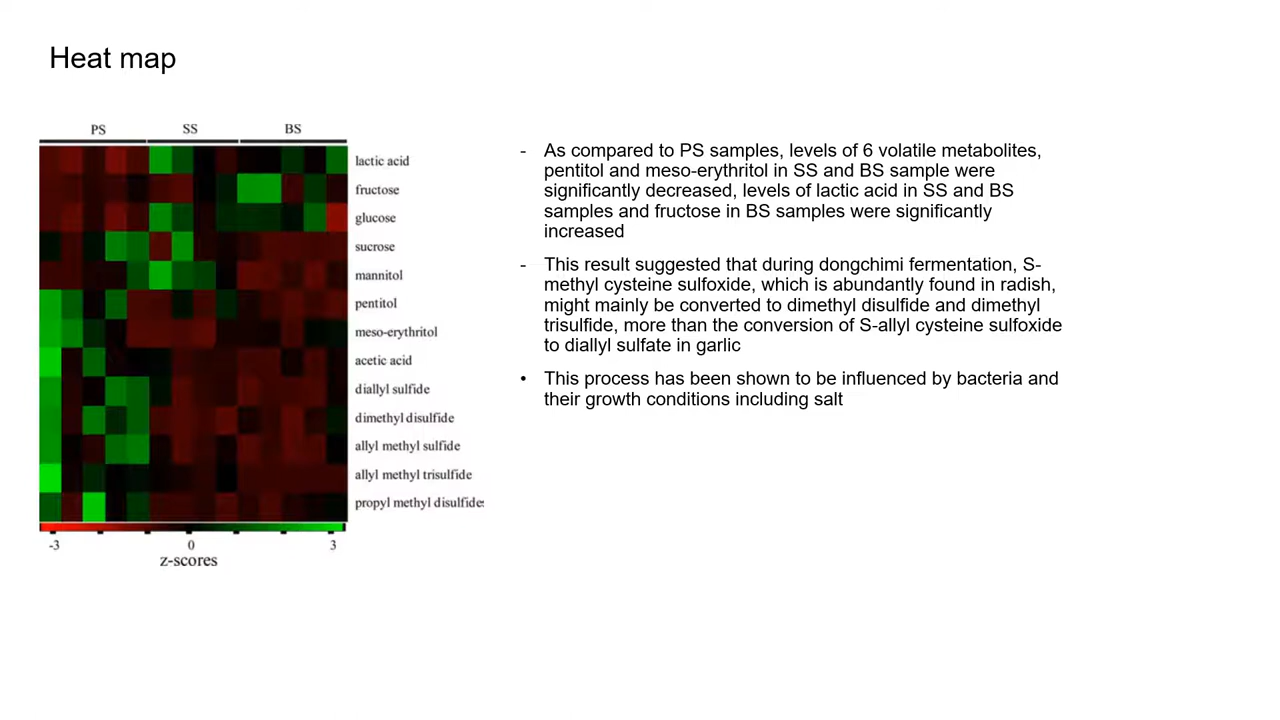 Heat map
PS SS BS
lactic acid
fructose
glucose
sucrose
mannitol
pentitol
meso-erythritol
acetic acid
diallyl sulfide
dimethyl disulfide
allyl methyl sulfide
allyl methyl trisulfide
propyl methyl disulfide
-3 0 3
z-scores
- As compared to PS samples, levels of 6 volatile metabolites,
pentitol and meso-erythritol in SS and BS sample were
significantly decreased, levels of lactic acid in SS and BS
samples and fructose in BS samples were significantly
increased
- This result suggested that during dongchimi fermentation, S-
methyl cysteine sulfoxide, which is abundantly found in radish,
might mainly be converted to dimethyl disulfide and dimethyl
trisulfide, more than the conversion of S-allyl cysteine sulfoxide
to diallyl sulfate in garlic
• This process has been shown to be influenced by bacteria and
their growth conditions including salt